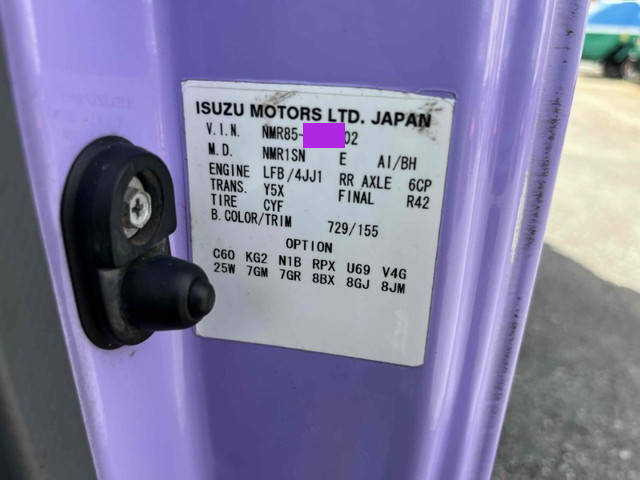 ISUZU MOTORS LTD. JAPAN
V.I.N. NMR85- 02
M.D. NMR1SN E AI/BH
ENGINE LFB/4JJ1 RR AXLE 6CP
TRANS. Y5X FINAL R42
TIRE CYF
B.COLOR/TRIM 729/155
OPTION
C60 KG2 N1B RPX U69 V4G
25W 7GM 7GR 8BX 8GJ 8JM